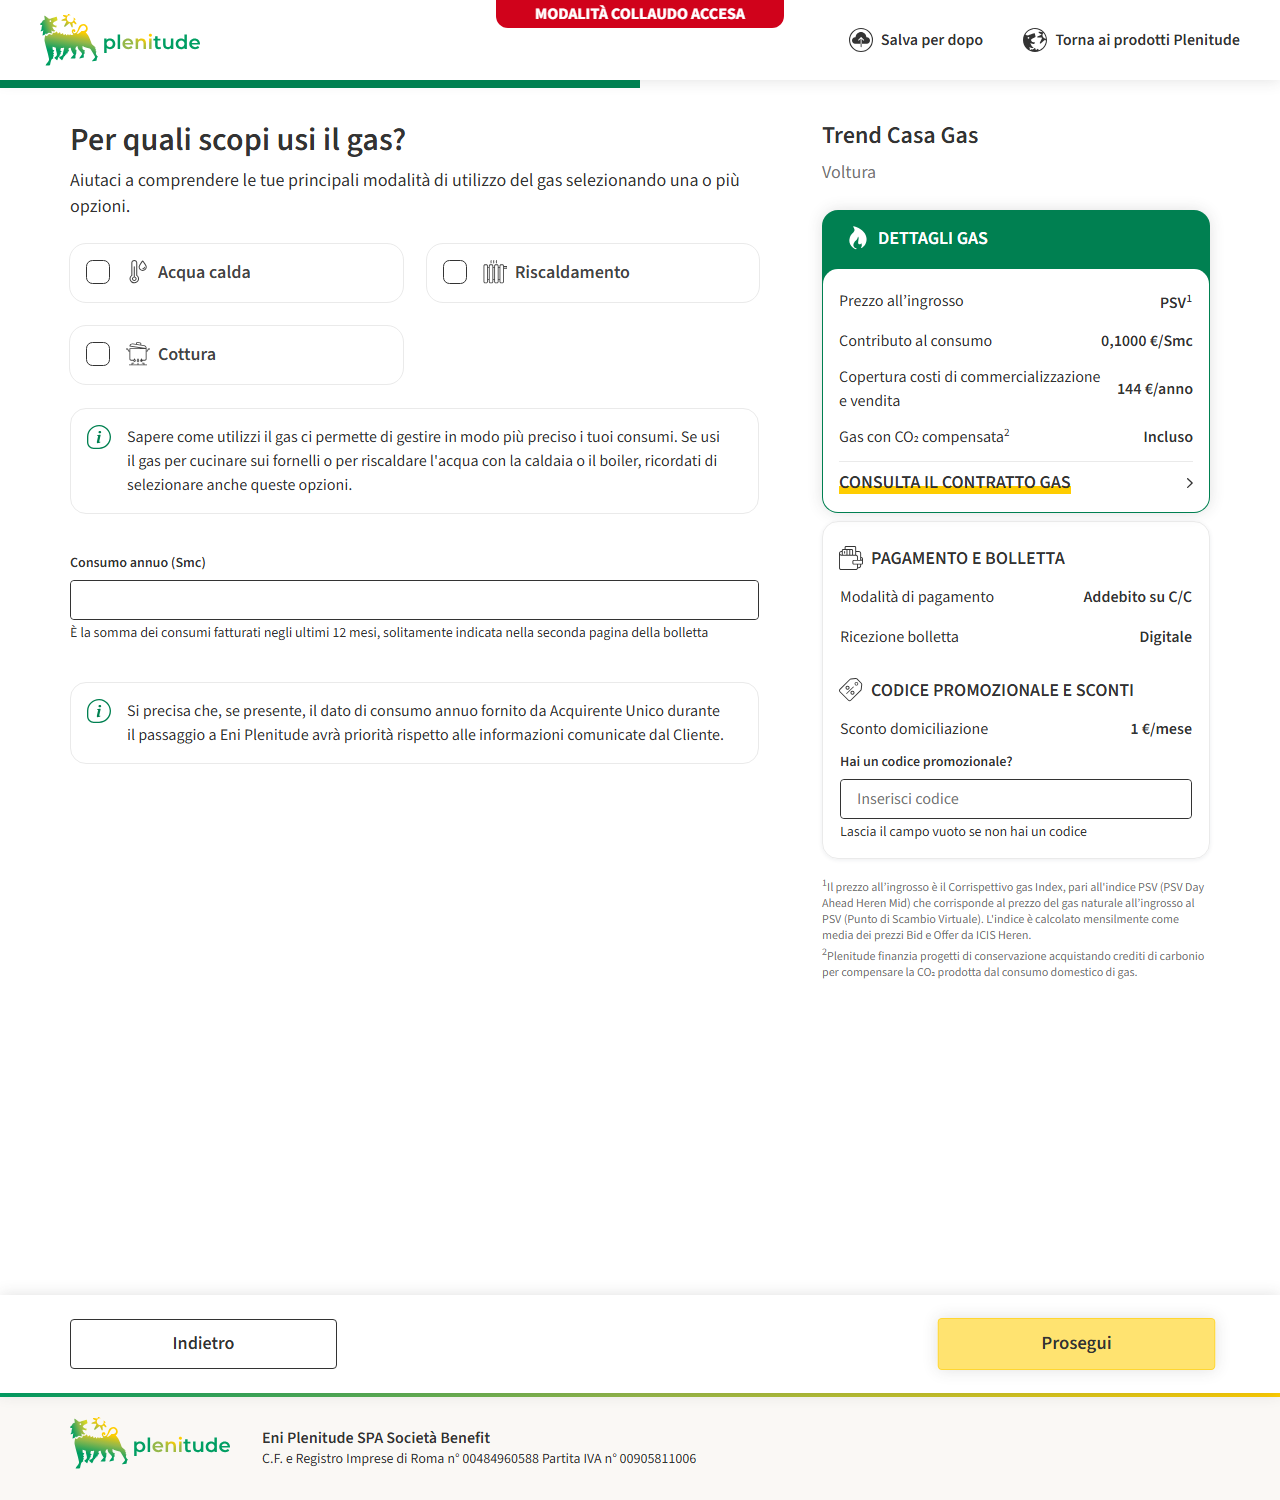 MODALITÀ COLLAUDO ACCESA
plenitude
Salva per dopo
Torna ai prodotti Plenitude
Per quali scopi usi il gas?
Aiutaci a comprendere le tue principali modalità di utilizzo del gas selezionando una o più
opzioni.
Acqua calda
Riscaldamento
Cottura
Sapere come utilizzi il gas ci permette di gestire in modo più preciso i tuoi consumi. Se usi
il gas per cucinare sui fornelli o per riscaldare l'acqua con la caldaia o il boiler, ricordati di
selezionare anche queste opzioni.
Consumo annuo (Smc)
È la somma dei consumi fatturati negli ultimi 12 mesi, solitamente indicata nella seconda pagina della bolletta
Si precisa che, se presente, il dato di consumo annuo fornito da Acquirente Unico durante
il passaggio a Eni Plenitude avrà priorità rispetto alle informazioni comunicate dal Cliente.
Trend Casa Gas
Voltura
DETTAGLI GAS
Prezzo all’ingrosso PSV¹
Contributo al consumo 0,1000 €/Smc
Copertura costi di commercializzazione
e vendita 144 €/anno
Gas con CO₂ compensata² Incluso
CONSULTA IL CONTRATTO GAS
PAGAMENTO E BOLLETTA
Modalità di pagamento Addebito su C/C
Ricezione bolletta Digitale
CODICE PROMOZIONALE E SCONTI
Sconto domiciliazione 1 €/mese
Hai un codice promozionale?
Inserisci codice
Lascia il campo vuoto se non hai un codice
¹Il prezzo all’ingrosso è il Corrispettivo gas Index, pari all'indice PSV (PSV Day
Ahead Heren Mid) che corrisponde al prezzo del gas naturale all’ingrosso al
PSV (Punto di Scambio Virtuale). L'indice è calcolato mensilmente come
media dei prezzi Bid e Offer da ICIS Heren.
²Plenitude finanzia progetti di conservazione acquistando crediti di carbonio
per compensare la CO₂ prodotta dal consumo domestico di gas.
Indietro
Prosegui
plenitude
Eni Plenitude SPA Società Benefit
C.F. e Registro Imprese di Roma n° 00484960588 Partita IVA n° 00905811006